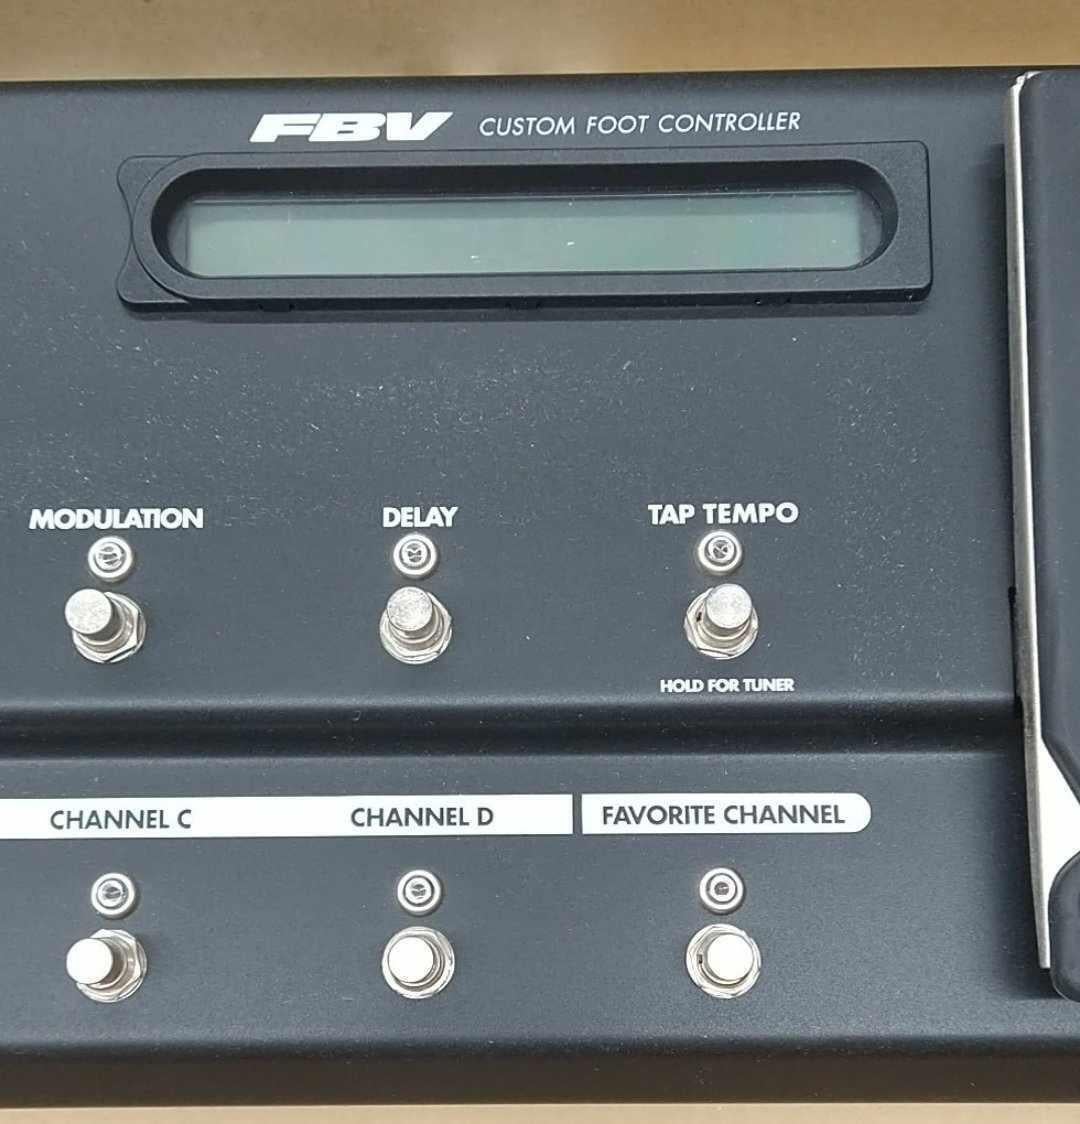 FBV CUSTOM FOOT CONTROLLER
MODULATION DELAY TAP TEMPO
HOLD FOR TUNER
CHANNEL C CHANNEL D FAVORITE CHANNEL